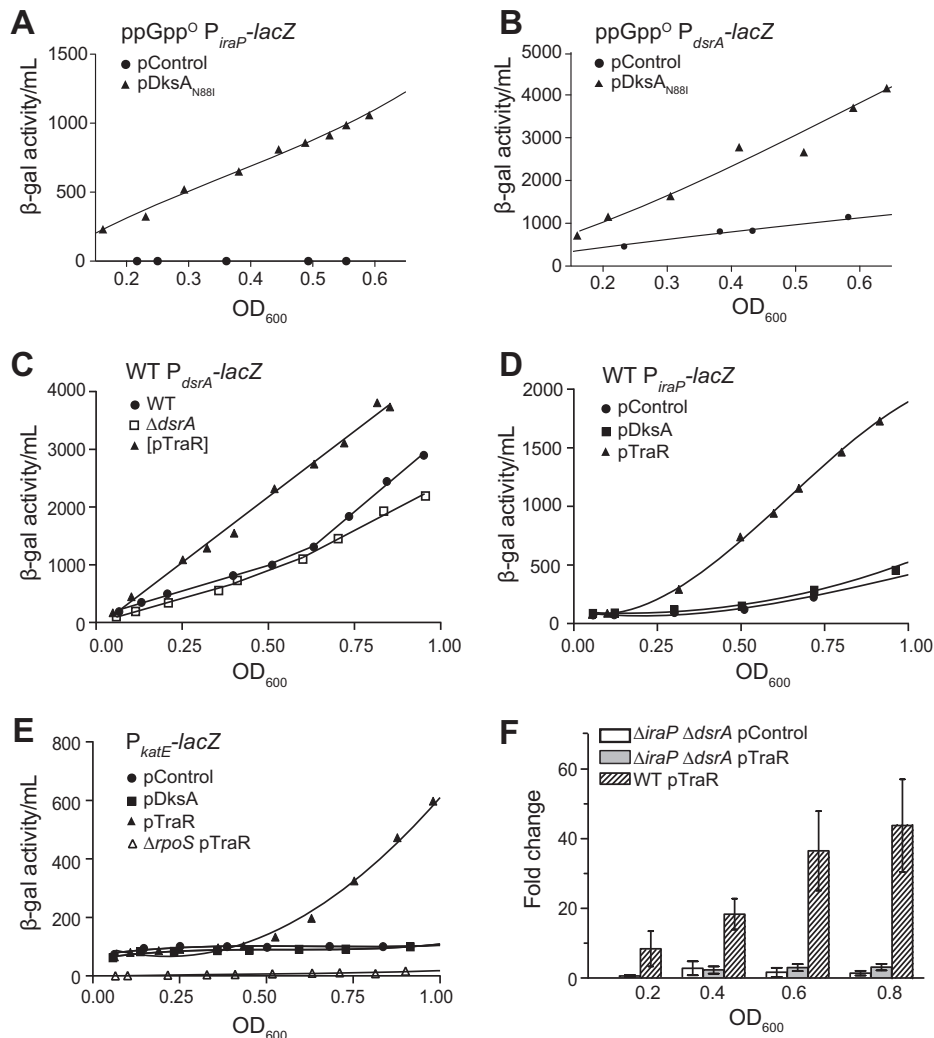 A
ppGpp⁰ P_iraP-lacZ
● pControl
▲ pDksA_N88I
β-gal activity/mL
1500
1000
500
0
0.2 0.3 0.4 0.5 0.6
OD₆₀₀
B
ppGpp⁰ P_dsrA-lacZ
● pControl
▲ pDksA_N88I
β-gal activity/mL
5000
4000
3000
2000
1000
0
0.2 0.3 0.4 0.5 0.6
OD₆₀₀
C
WT P_dsrA-lacZ
● WT
□ ΔdsrA
▲ [pTraR]
β-gal activity/mL
4000
3000
2000
1000
0
0.00 0.25 0.50 0.75 1.00
OD₆₀₀
D
WT P_iraP-lacZ
● pControl
■ pDksA
▲ pTraR
β-gal activity/mL
2000
1500
1000
500
0
0.00 0.25 0.50 0.75 1.00
OD₆₀₀
E
P_katE-lacZ
● pControl
■ pDksA
▲ pTraR
△ ΔrpoS pTraR
β-gal activity/mL
800
600
400
200
0
0.00 0.25 0.50 0.75 1.00
OD₆₀₀
F
ΔiraP ΔdsrA pControl
ΔiraP ΔdsrA pTraR
WT pTraR
Fold change
60
40
20
0
0.2 0.4 0.6 0.8
OD₆₀₀